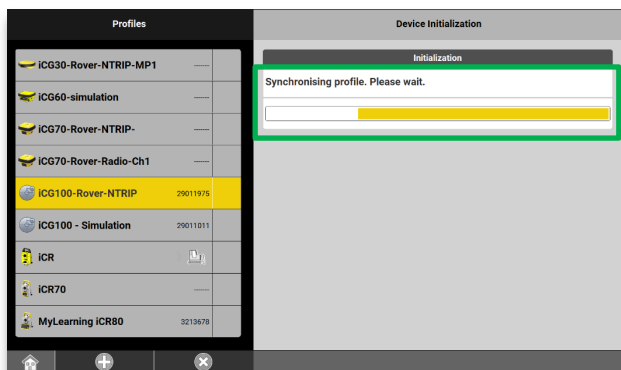 Profiles
Device Initialization
iCG30-Rover-NTRIP-MP1 -----
iCG60-simulation -----
iCG70-Rover-NTRIP- -----
iCG70-Rover-Radio-Ch1 -----
iCG100-Rover-NTRIP 29011975
iCG100 - Simulation 29011011
iCR
iCR70 -----
MyLearning iCR80 3213678
Initialization
Synchronising profile. Please wait.